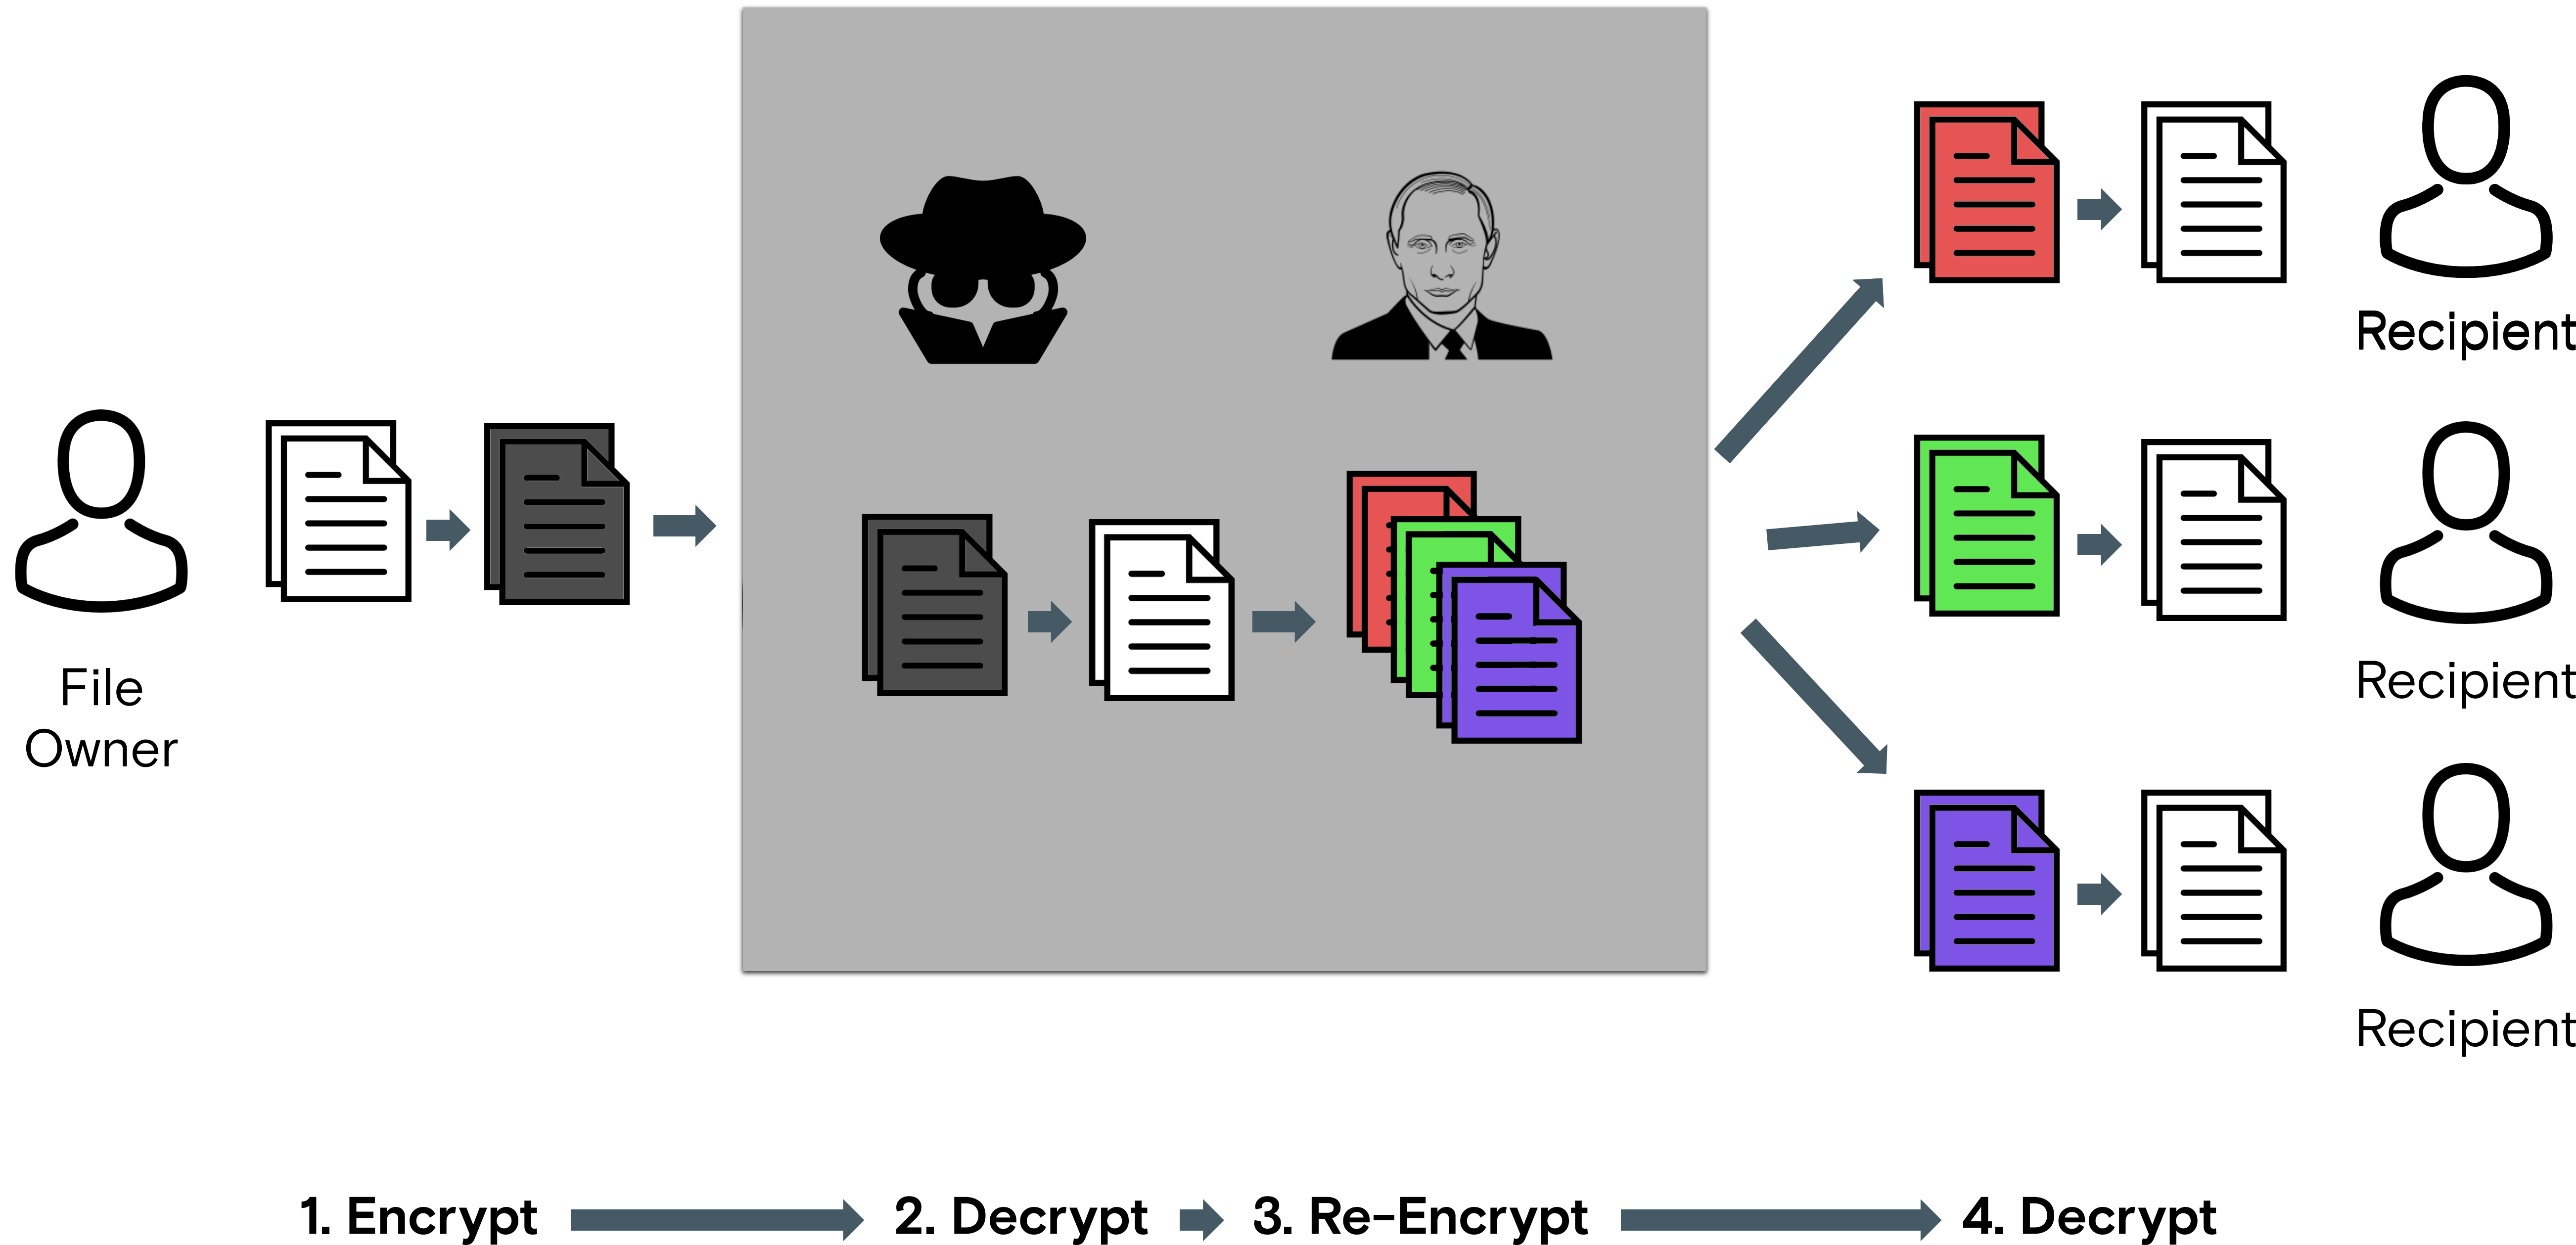 File
Owner
Recipient
Recipient
Recipient
1. Encrypt
2. Decrypt
3. Re-Encrypt
4. Decrypt